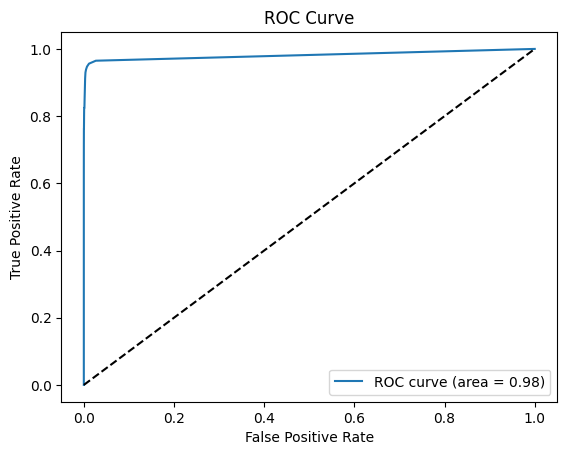 ROC Curve
True Positive Rate
1.0
0.8
0.6
0.4
0.2
0.0
ROC curve (area = 0.98)
0.0 0.2 0.4 0.6 0.8 1.0
False Positive Rate